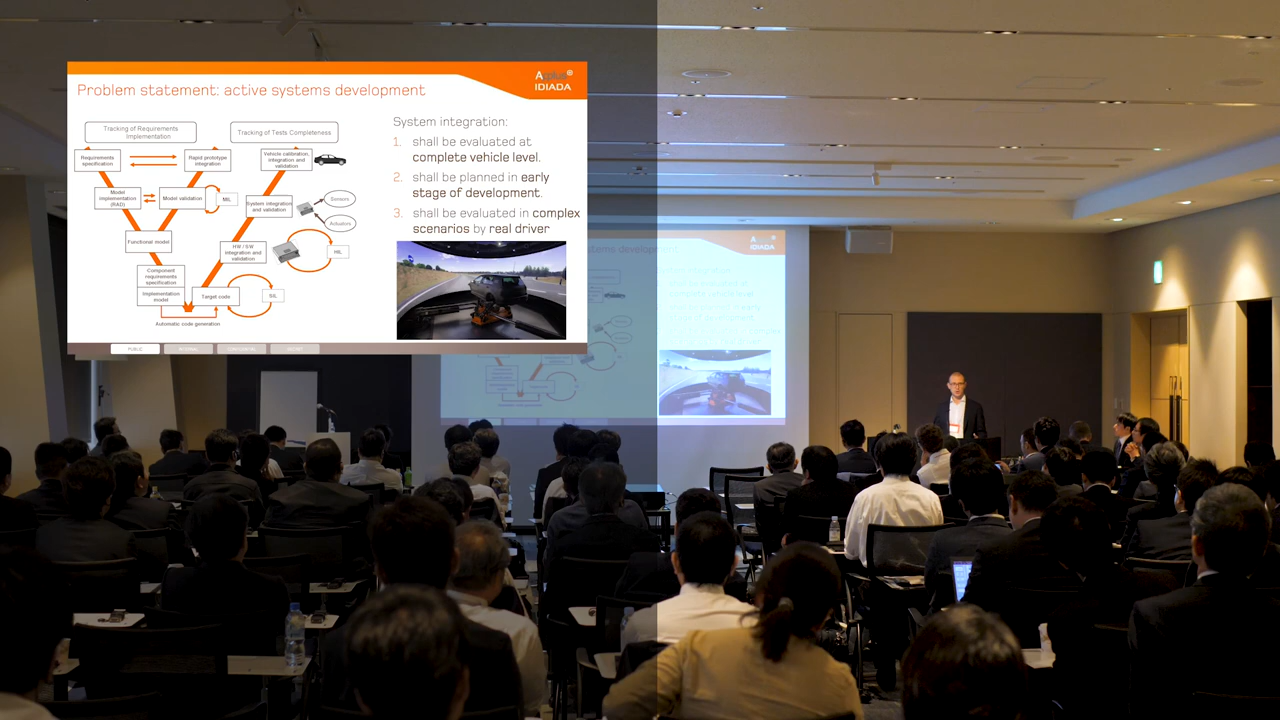 Problem statement: active systems development
Applus
IDIADA
Tracking of Requirements
Implementation
Tracking of Tests Completeness
Requirements
specification
Rapid prototype
integration
Vehicle calibration,
integration and
validation
Model
implementation
(RAD)
Model validation
MIL
System integration
and validation
Sensors
Actuators
Functional model
HW / SW
integration and
validation
HIL
Component
requirements
specification
Implementation
model
Target code
SIL
Automatic code generation
System integration:
1. shall be evaluated at
complete vehicle level.
2. shall be planned in early
stage of development.
3. shall be evaluated in complex
scenarios by real driver
PUBLIC
INTERNAL
CONFIDENTIAL
SECRET
IDIADA